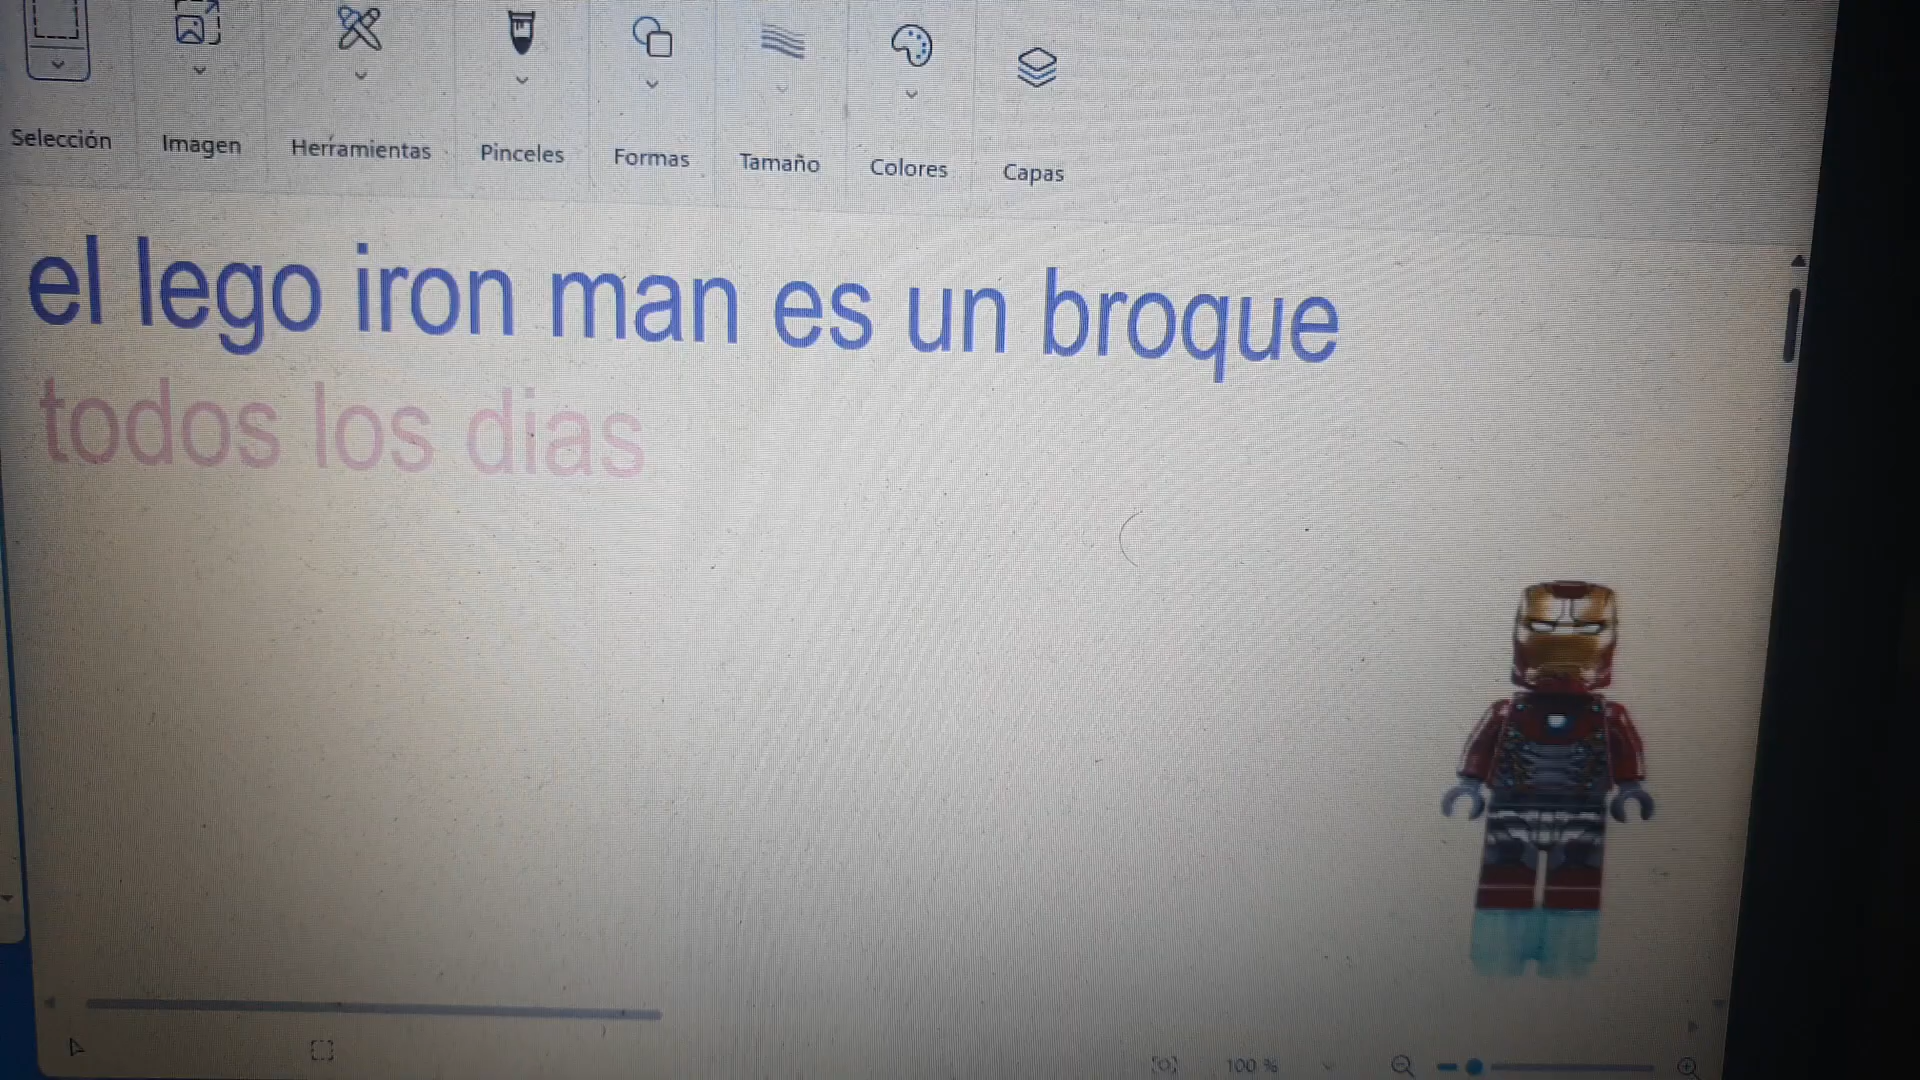 Selección Imagen Herramientas Pinceles Formas Tamaño Colores Capas
el lego iron man es un broque
todos los dias
100 %